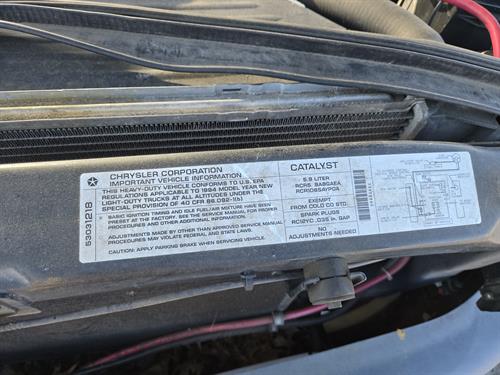 CHRYSLER CORPORATION
IMPORTANT VEHICLE INFORMATION
THIS HEAVY-DUTY VEHICLE CONFORMS TO U.S. EPA
REGULATIONS APPLICABLE TO 1994 MODEL YEAR NEW
LIGHT-DUTY TRUCKS AT ALL ALTITUDES UNDER THE
SPECIAL PROVISION OF 40 CFR 86.092-1(b)
BASIC IGNITION TIMING AND IDLE FUEL/AIR MIXTURE HAVE BEEN
PRESET AT THE FACTORY. SEE THE SERVICE MANUAL FOR PROPER
PROCEDURES AND OTHER ADDITIONAL INFORMATION.
ADJUSTMENTS MADE BY OTHER THAN APPROVED SERVICE MANUAL
PROCEDURES MAY VIOLATE FEDERAL AND STATE LAWS.
CAUTION: APPLY PARKING BRAKE WHEN SERVICING VEHICLE.
53031218
CATALYST
5.9 LITER
EXEMPT
FROM COLD CO STD.
SPARK PLUGS
RC12YC .035 in. GAP
NO
ADJUSTMENTS NEEDED